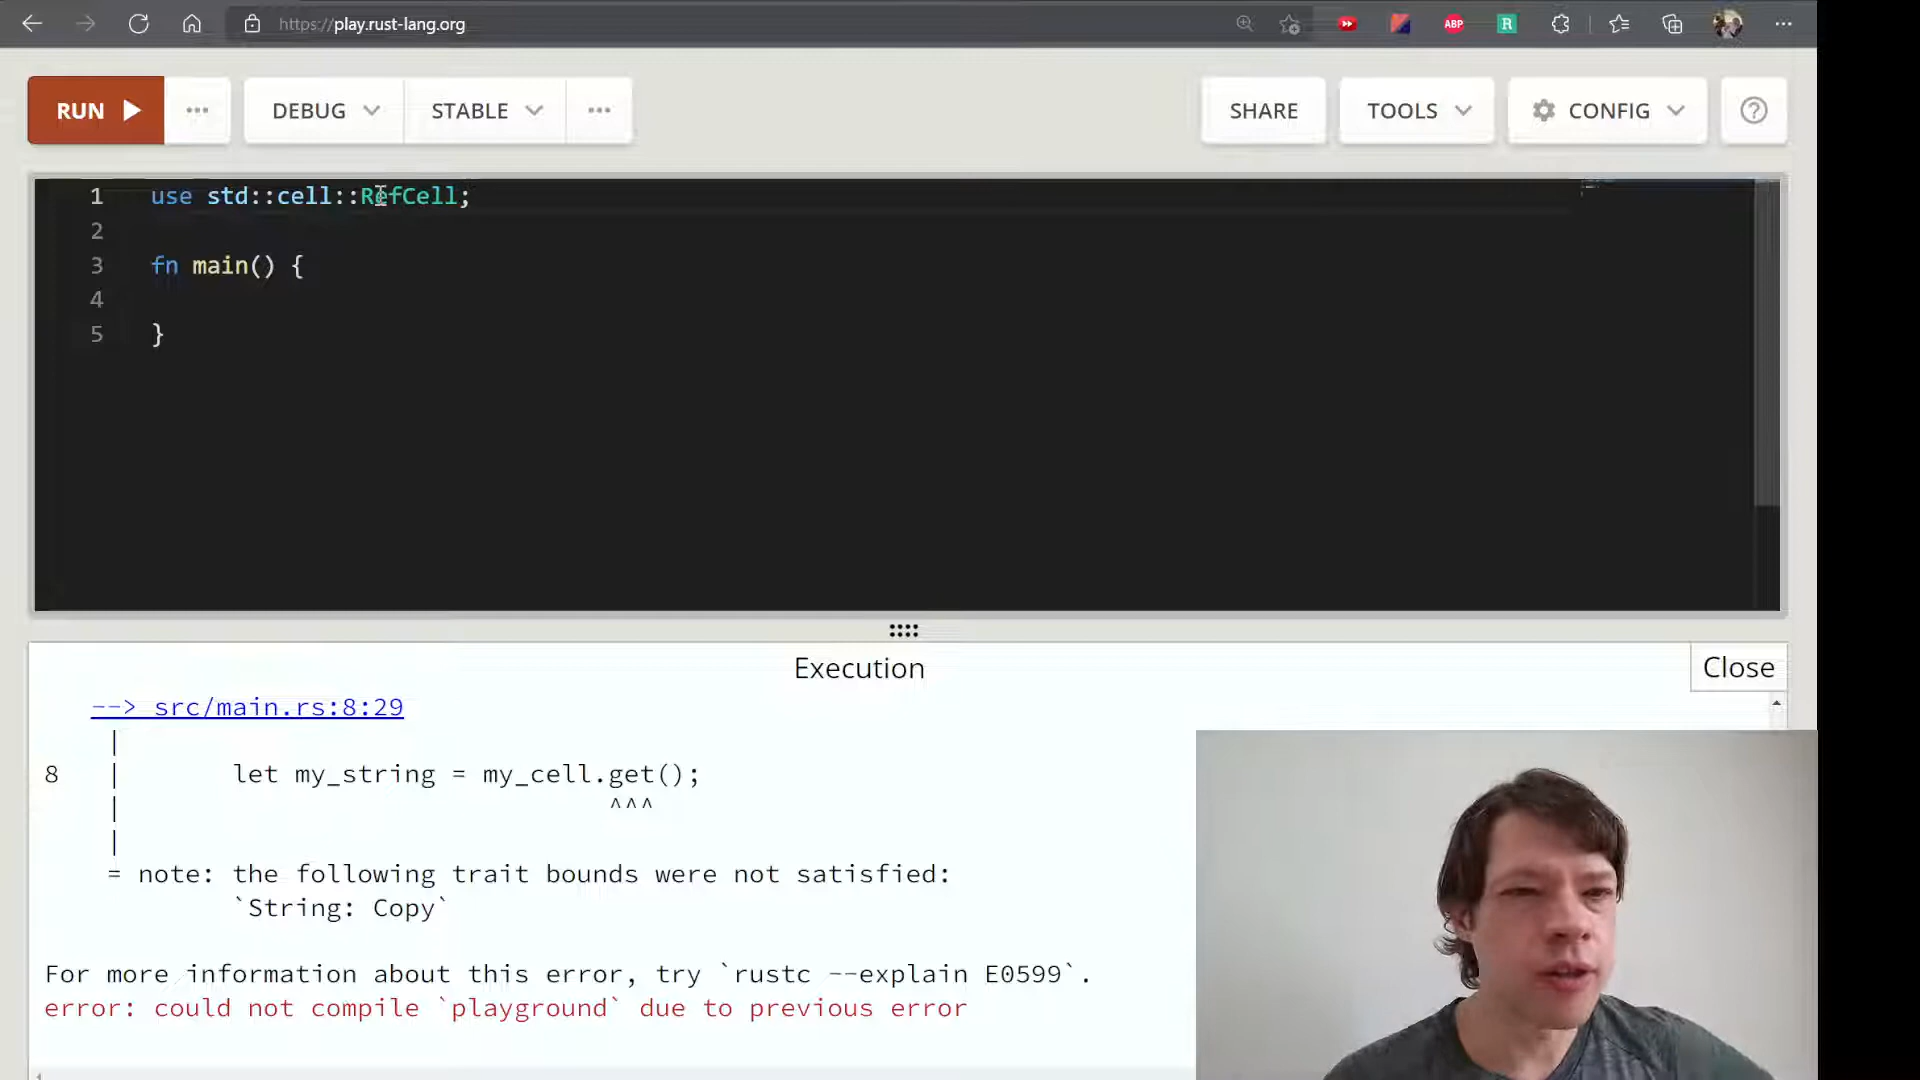 https://play.rust-lang.org
ABP
R
RUN
DEBUG
STABLE
SHARE
TOOLS
CONFIG
1 use std::cell::RefCell;
2
3 fn main() {
4
5 }
Execution
Close
--> src/main.rs:8:29
|
8 | let my_string = my_cell.get();
| ^^^
|
= note: the following trait bounds were not satisfied:
`String: Copy`
For more information about this error, try `rustc --explain E0599`.
error: could not compile `playground` due to previous error